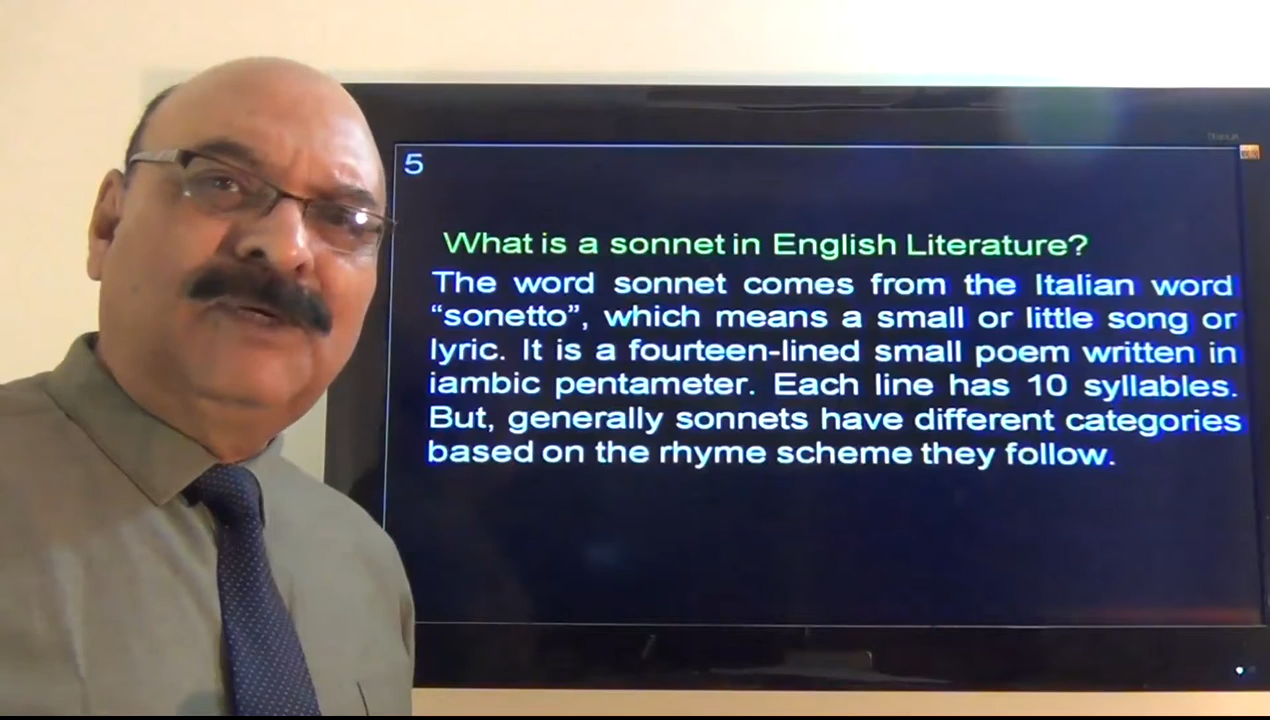 5
What is a sonnet in English Literature?
The word sonnet comes from the Italian word
“sonetto”, which means a small or little song or
lyric. It is a fourteen-lined small poem written in
iambic pentameter. Each line has 10 syllables.
But, generally sonnets have different categories
based on the rhyme scheme they follow.